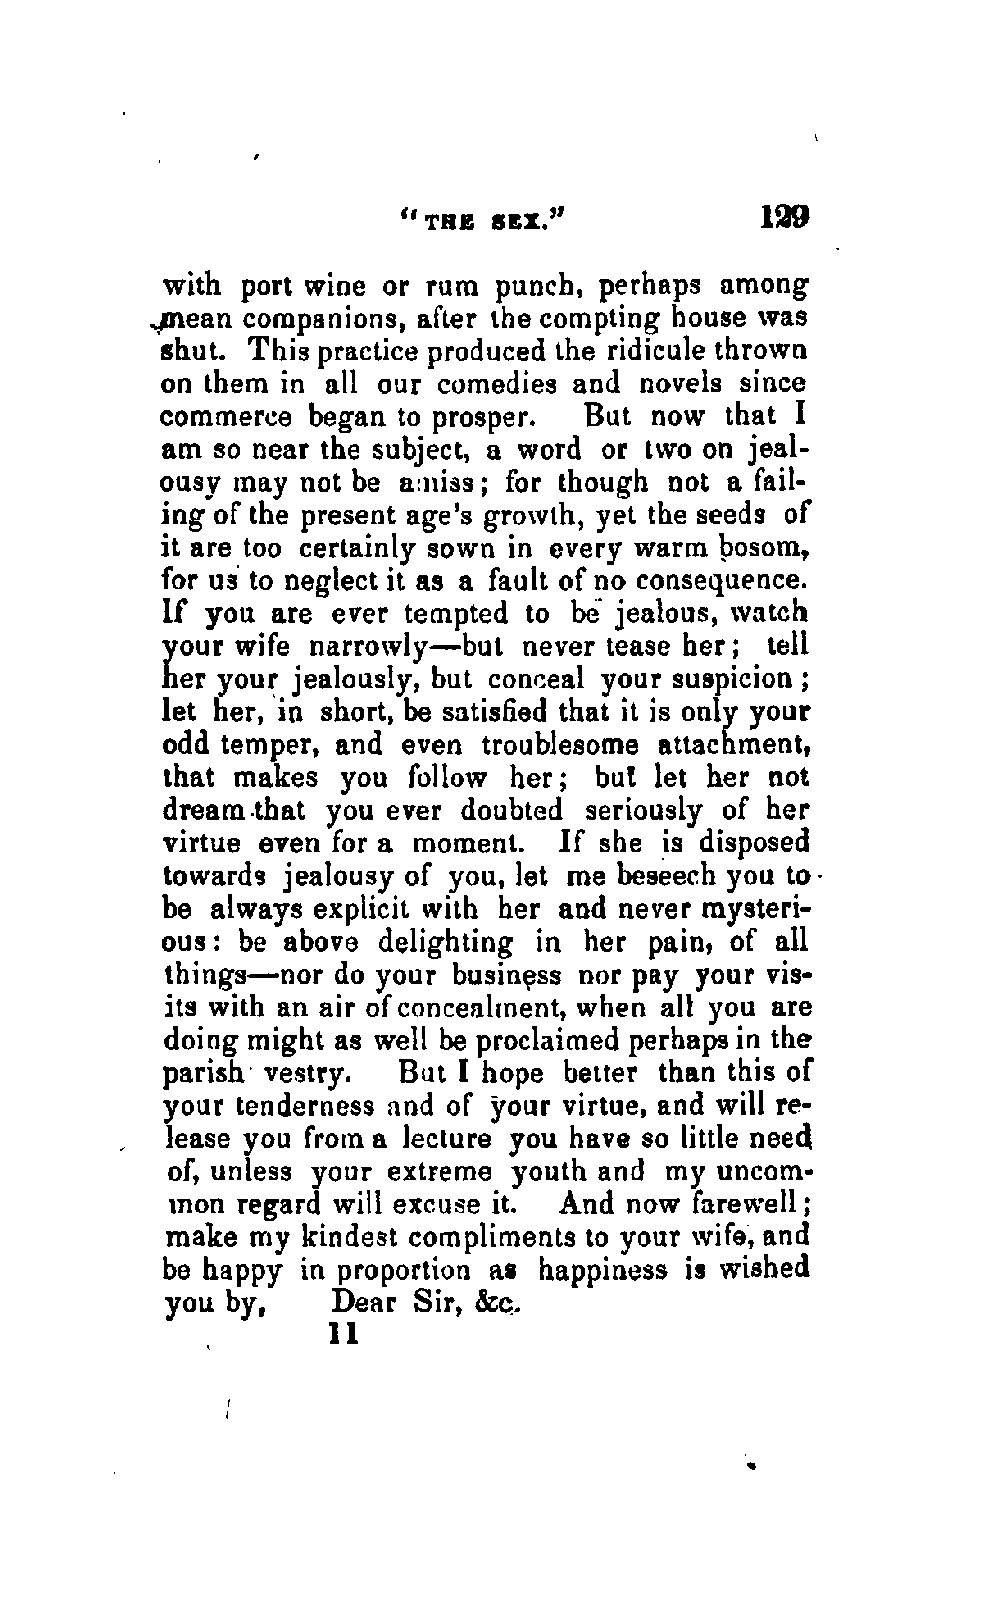 "THE SEX." 129
with port wine or rum punch, perhaps among
mean companions, after the compting house was
shut. This practice produced the ridicule thrown
on them in all our comedies and novels since
commerce began to prosper. But now that I
am so near the subject, a word or two on jeal-
ousy may not be amiss; for though not a fail-
ing of the present age's growth, yet the seeds of
it are too certainly sown in every warm bosom,
for us to neglect it as a fault of no consequence.
If you are ever tempted to be jealous, watch
your wife narrowly—but never tease her; tell
her your jealously, but conceal your suspicion;
let her, in short, be satisfied that it is only your
odd temper, and even troublesome attachment,
that makes you follow her; but let her not
dream that you ever doubted seriously of her
virtue even for a moment. If she is disposed
towards jealousy of you, let me beseech you to
be always explicit with her and never mysteri-
ous: be above delighting in her pain, of all
things—nor do your business nor pay your vis-
its with an air of concealment, when all you are
doing might as well be proclaimed perhaps in the
parish vestry. But I hope better than this of
your tenderness and of your virtue, and will re-
lease you from a lecture you have so little need
of, unless your extreme youth and my uncom-
mon regard will excuse it. And now farewell;
make my kindest compliments to your wife, and
be happy in proportion as happiness is wished
you by, Dear Sir, &c.
11